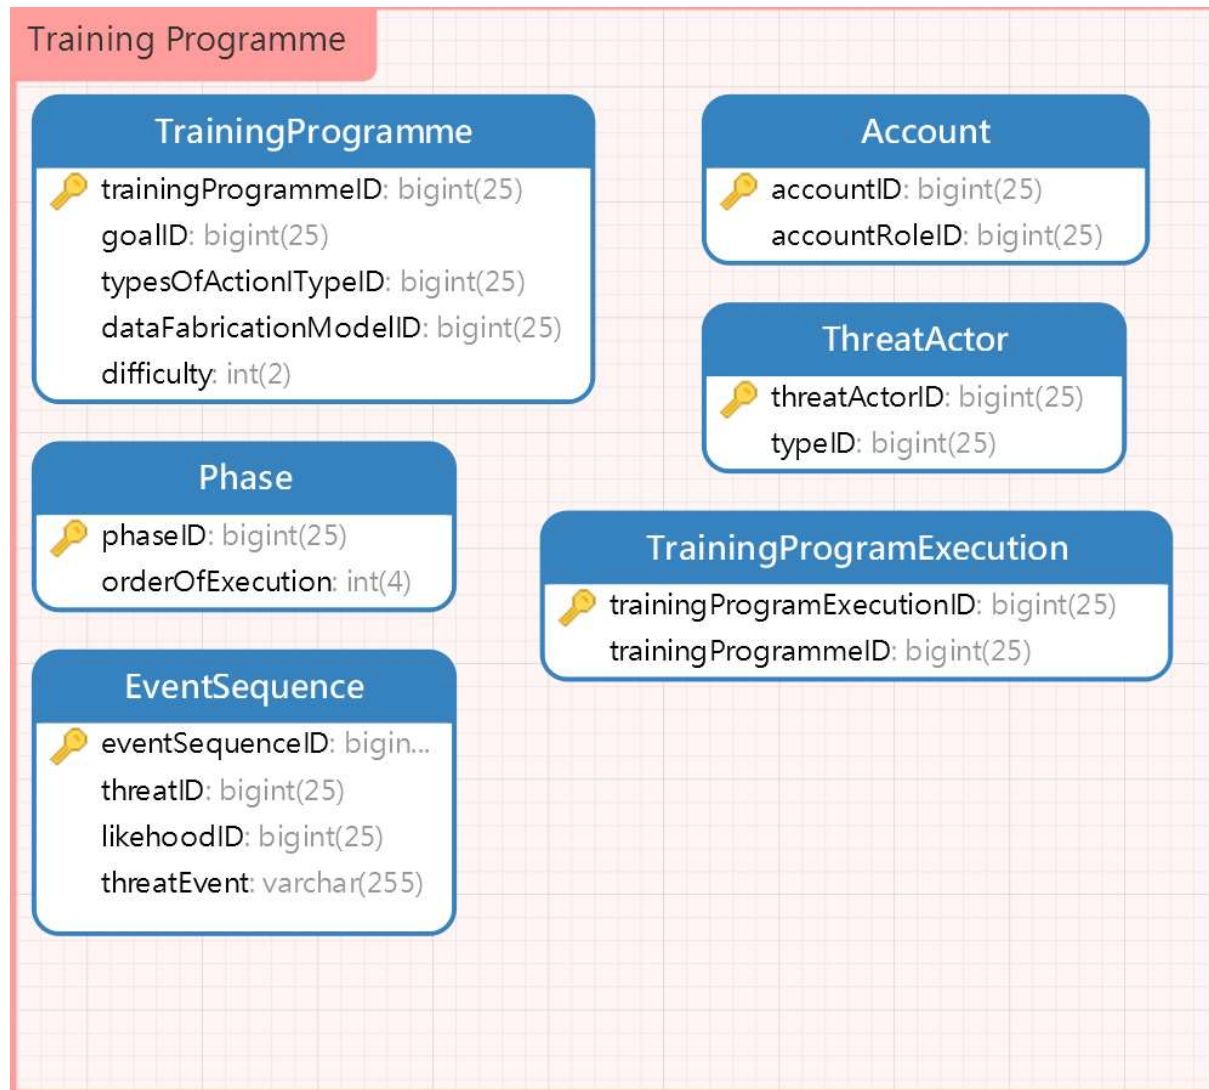 Training Programme
TrainingProgramme
trainingProgrammeID: bigint(25)
goalID: bigint(25)
typesOfActionITypeID: bigint(25)
dataFabricationModelID: bigint(25)
difficulty: int(2)
Phase
phaseID: bigint(25)
orderOfExecution: int(4)
EventSequence
eventSequenceID: bigin...
threatID: bigint(25)
likehoodID: bigint(25)
threatEvent: varchar(255)
Account
accountID: bigint(25)
accountRoleID: bigint(25)
ThreatActor
threatActorID: bigint(25)
typeID: bigint(25)
TrainingProgramExecution
trainingProgramExecutionID: bigint(25)
trainingProgrammeID: bigint(25)